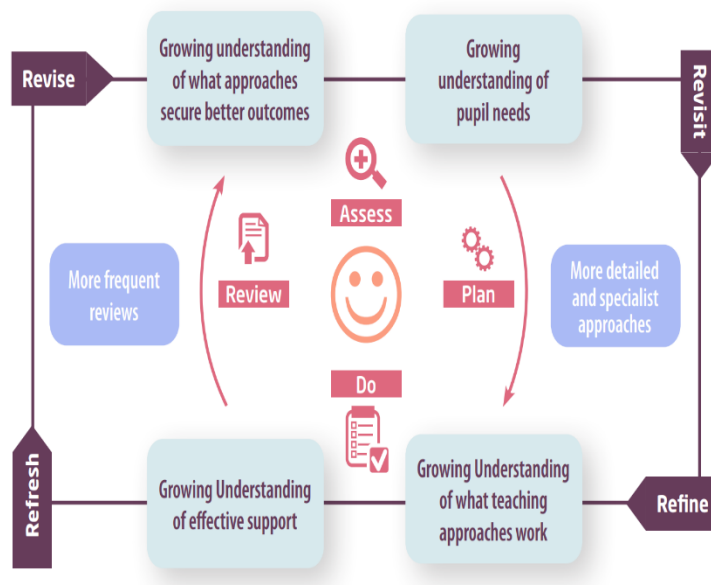 Revise
Growing understanding
of what approaches
secure better outcomes
Growing
understanding of
pupil needs
Revisit
Assess
More frequent
reviews
Review
Plan
More detailed
and specialist
approaches
Do
Refresh
Growing Understanding
of effective support
Growing Understanding
of what teaching
approaches work
Refine